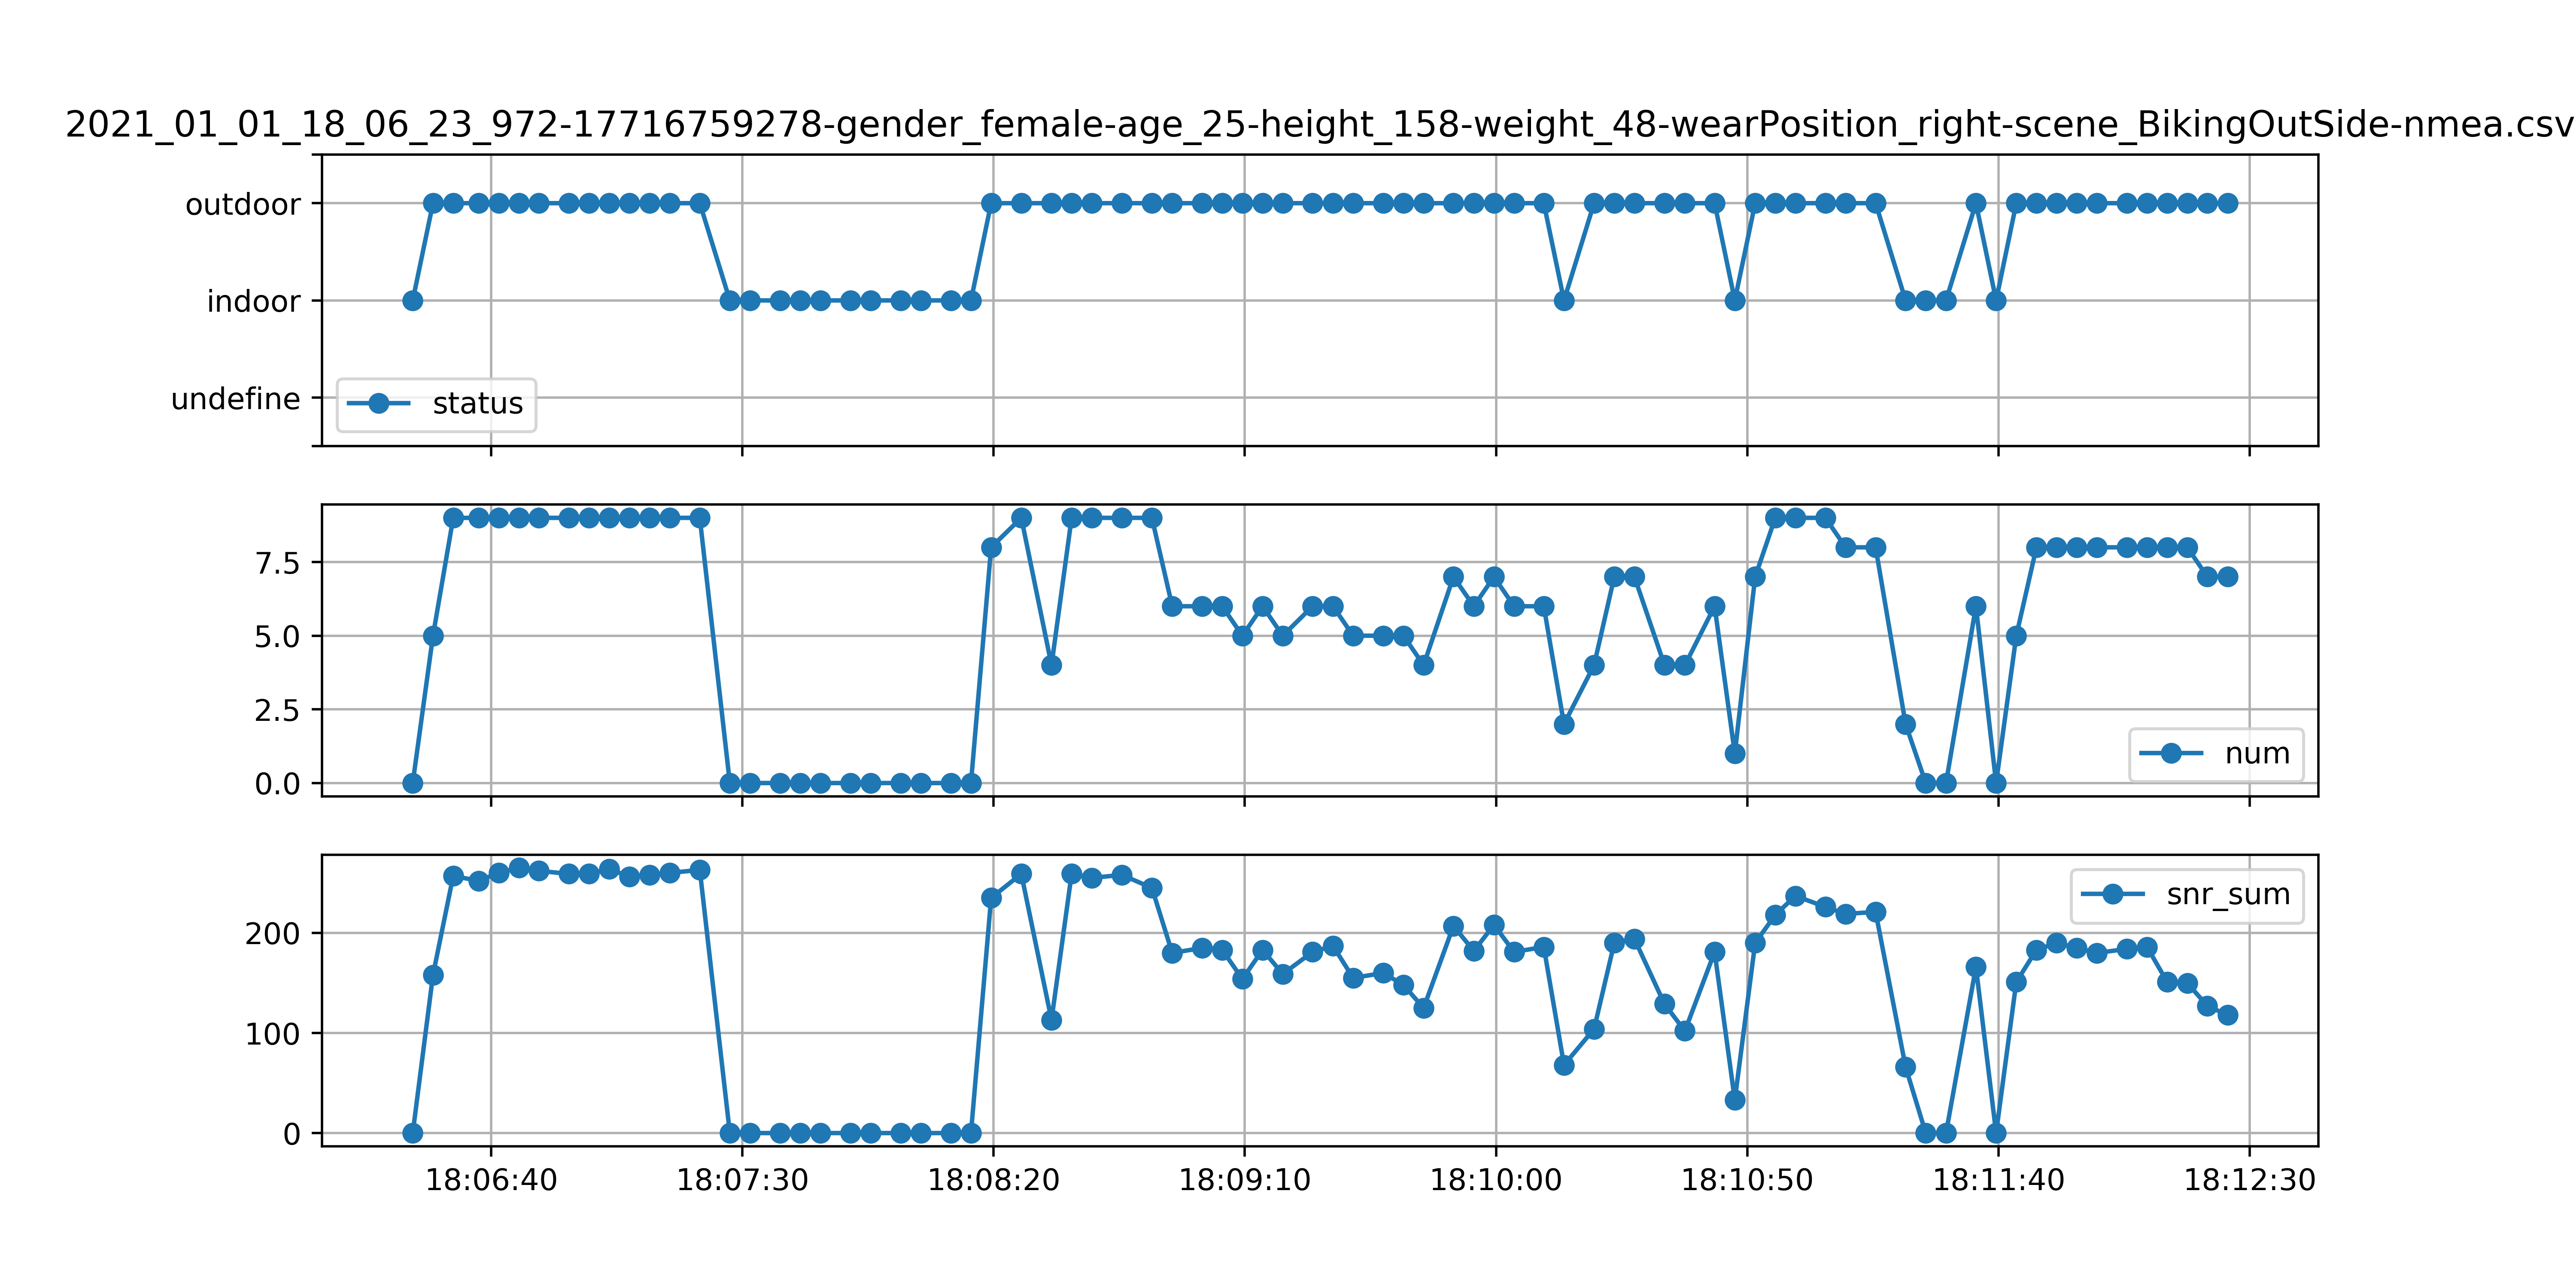 2021_01_01_18_06_23_972-17716759278-gender_female-age_25-height_158-weight_48-wearPosition_right-scene_BikingOutSide-nmea.csv
outdoor
indoor
undefine
status
7.5
5.0
2.5
0.0
num
200
100
0
snr_sum
18:06:40 18:07:30 18:08:20 18:09:10 18:10:00 18:10:50 18:11:40 18:12:30